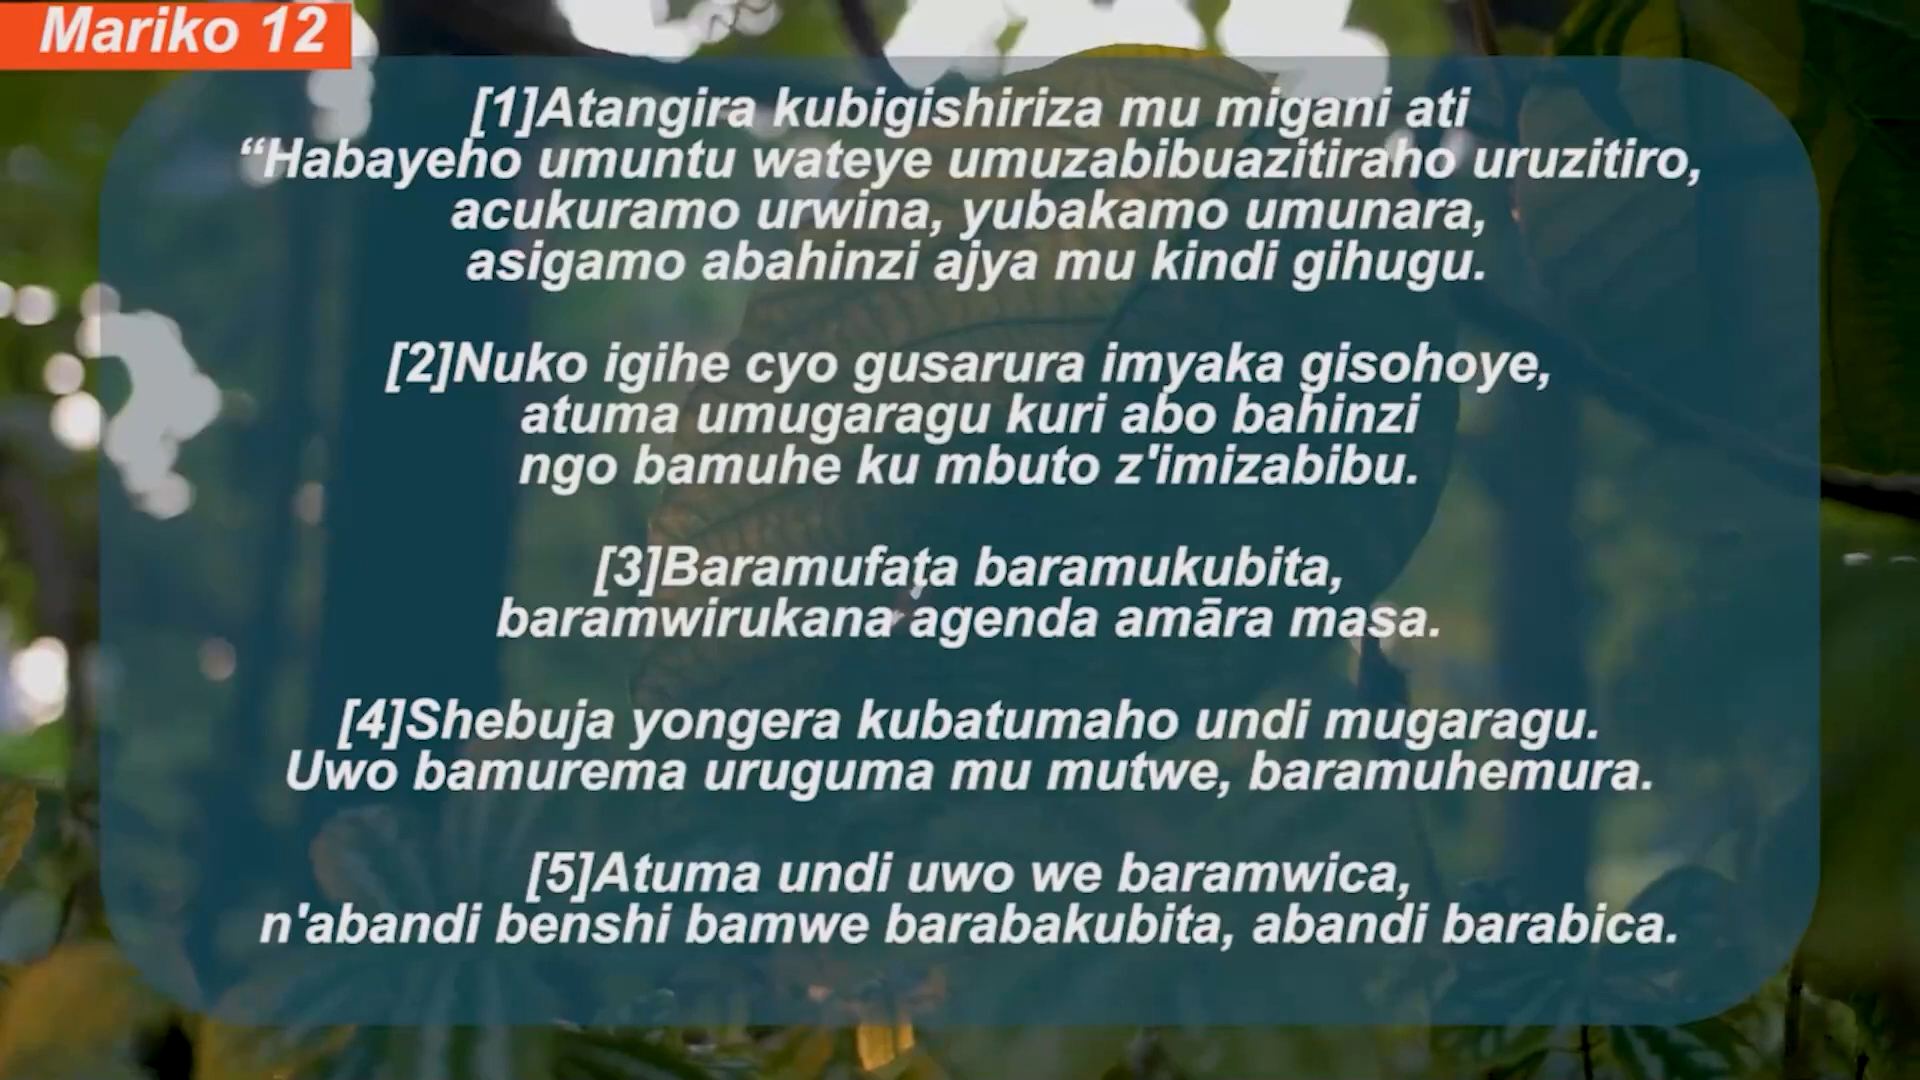 Mariko 12
[1]Atangira kubigishiriza mu migani ati
“Habayeho umuntu wateye umuzabibuazitiraho uruzitiro,
acukuramo urwina, yubakamo umunara,
asigamo abahinzi ajya mu kindi gihugu.
[2]Nuko igihe cyo gusarura imyaka gisohoye,
atuma umugaragu kuri abo bahinzi
ngo bamuhe ku mbuto z'imizabibu.
[3]Baramufata baramukubita,
baramwirukana agenda amāra masa.
[4]Shebuja yongera kubatumaho undi mugaragu.
Uwo bamurema uruguma mu mutwe, baramuhemura.
[5]Atuma undi uwo we baramwica,
n'abandi benshi bamwe barabakubita, abandi barabica.